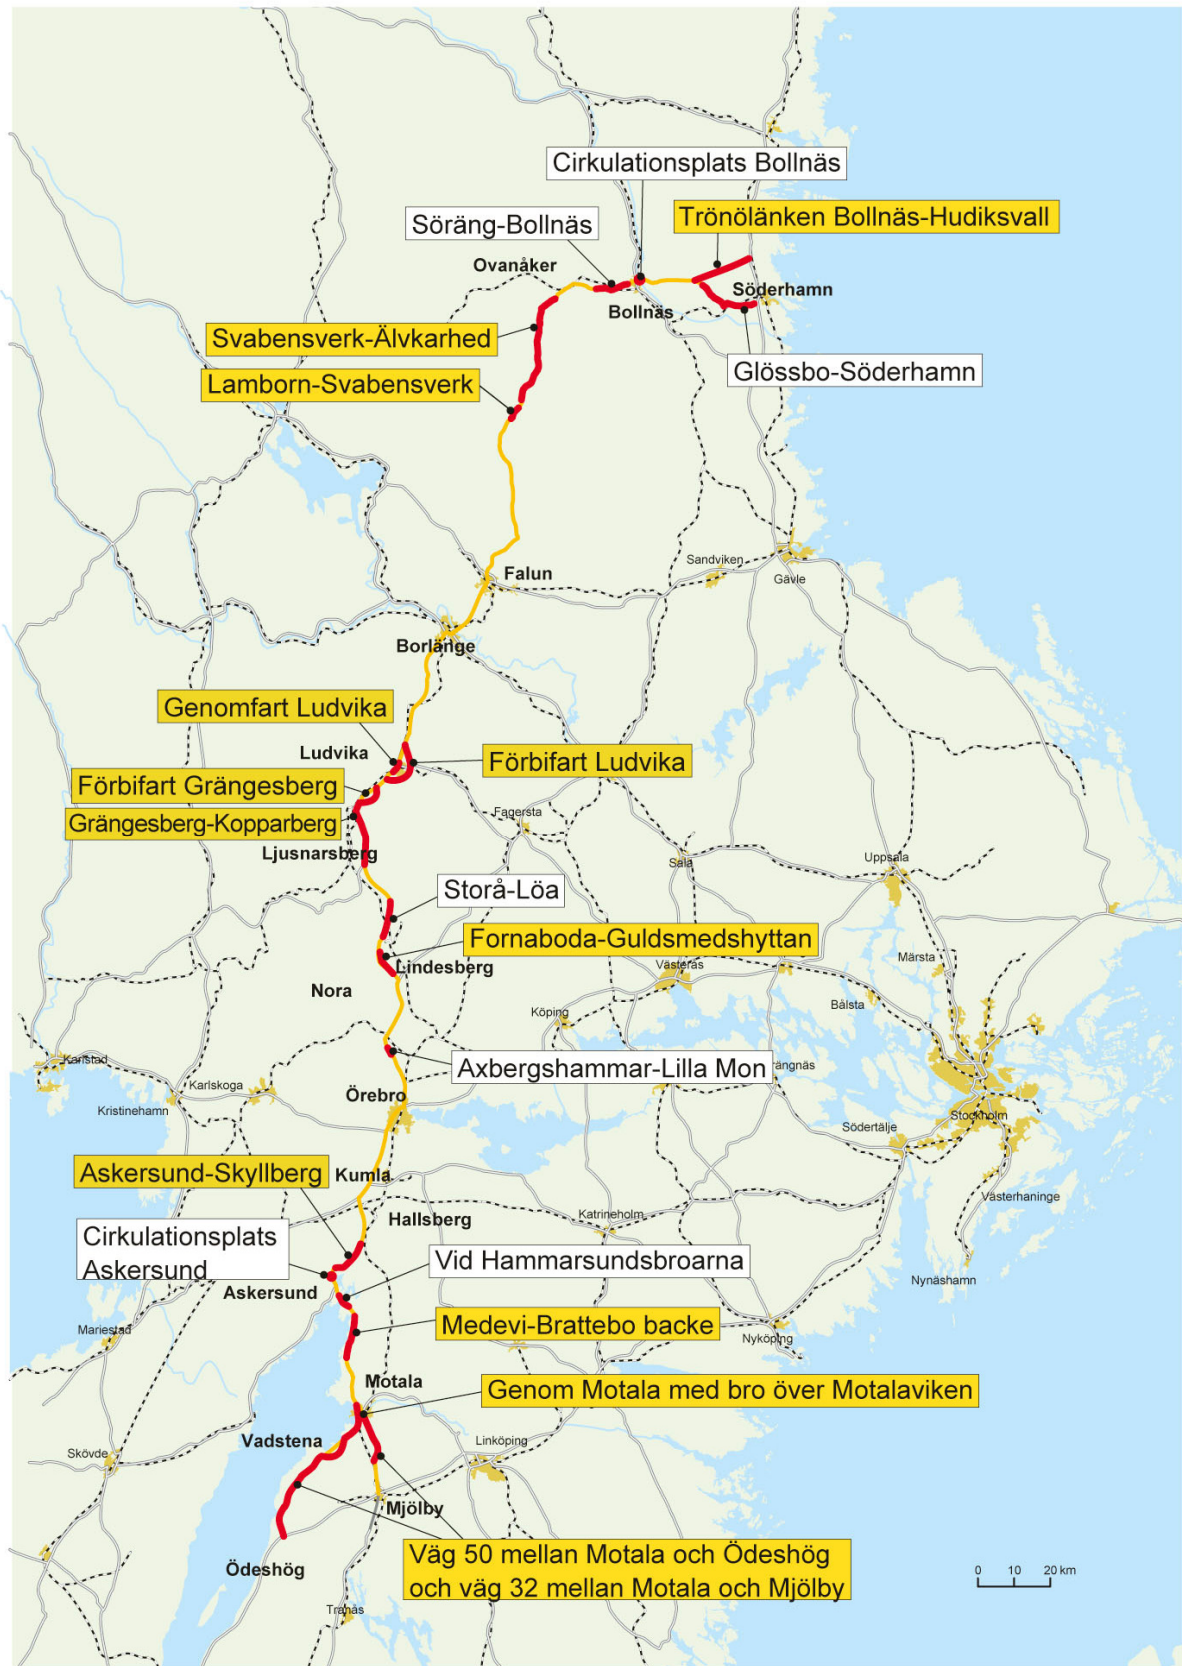 Cirkulationsplats Bollnäs
Söräng-Bollnäs
Trönölänken Bollnäs-Hudiksvall
Ovanåker
Söderhamn
Bollnäs
Svabensverk-Älvkarhed
Glössbo-Söderhamn
Lamborn-Svabensverk
Sandviken
Falun
Gävle
Borlänge
Genomfart Ludvika
Ludvika
Förbifart Ludvika
Förbifart Grängesberg
Grängesberg-Kopparberg
Fagersta
Ljusnarsberg
Sala
Uppsala
Storå-Löa
Fornaboda-Guldsmedshyttan
Lindesberg
Västerås
Märsta
Nora
Bålsta
Köping
Karlstad
Axbergshammar-Lilla Mon
rängnäs
Karlskoga
Örebro
Kristinehamn
Stockholm
Södertälje
Askersund-Skyllberg
Kumla
Västerhaninge
Hallsberg
Katrineholm
Cirkulationsplats
Askersund
Vid Hammarsundsbroarna
Nynäshamn
Askersund
Mariestad
Medevi-Brattebo backe
Nyköping
Motala
Genom Motala med bro över Motalaviken
Vadstena
Linköping
Skövde
Mjölby
Väg 50 mellan Motala och Ödeshög
och väg 32 mellan Motala och Mjölby
Ödeshög
0 10 20 km
Tranås